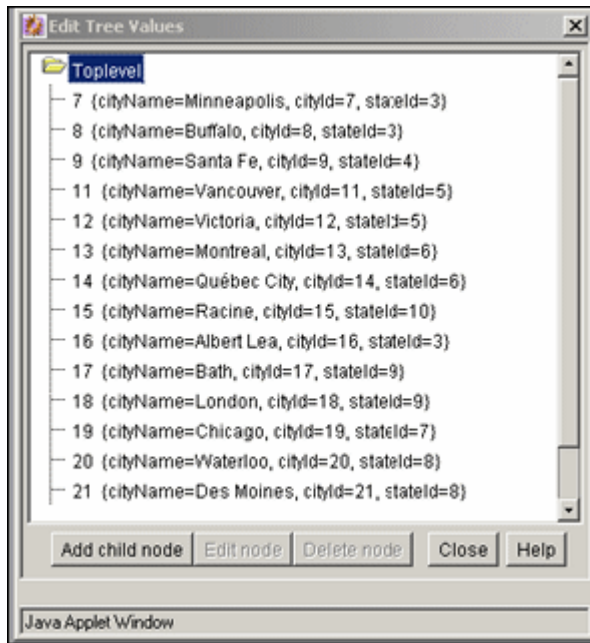 Edit Tree Values
Toplevel
7 {cityName=Minneapolis, cityId=7, stateId=3}
8 {cityName=Buffalo, cityId=8, stateId=3}
9 {cityName=Santa Fe, cityId=9, stateId=4}
11 {cityName=Vancouver, cityId=11, stateId=5}
12 {cityName=Victoria, cityId=12, stateId=5}
13 {cityName=Montreal, cityId=13, stateId=6}
14 {cityName=Québec City, cityId=14, stateId=6}
15 {cityName=Racine, cityId=15, stateId=10}
16 {cityName=Albert Lea, cityId=16, stateId=3}
17 {cityName=Bath, cityId=17, stateId=9}
18 {cityName=London, cityId=18, stateId=9}
19 {cityName=Chicago, cityId=19, stateId=7}
20 {cityName=Waterloo, cityId=20, stateId=8}
21 {cityName=Des Moines, cityId=21, stateId=8}
Add child node Edit node Delete node Close Help
Java Applet Window